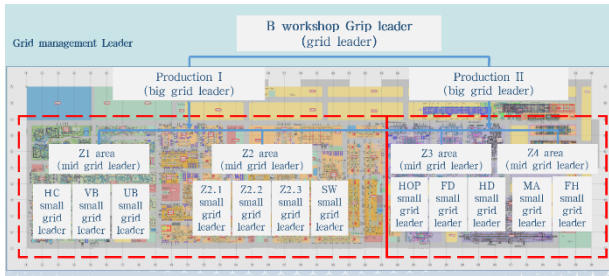 B workshop Grip leader
(grid leader)
Grid management Leader
Production I
(big grid leader)
Production II
(big grid leader)
Z1 area
(mid grid leader)
Z2 area
(mid grid leader)
Z3 area
(mid grid leader)
Z4 area
(mid grid leader)
HC
small
grid
leader
VB
small
grid
leader
UB
small
grid
leader
Z2.1
small
grid
leader
Z2.2
small
grid
leader
Z2.3
small
grid
leader
SW
small
grid
leader
HOP
small
grid
leader
FD
small
grid
leader
HD
small
grid
leader
MA
small
grid
leader
FH
small
grid
leader